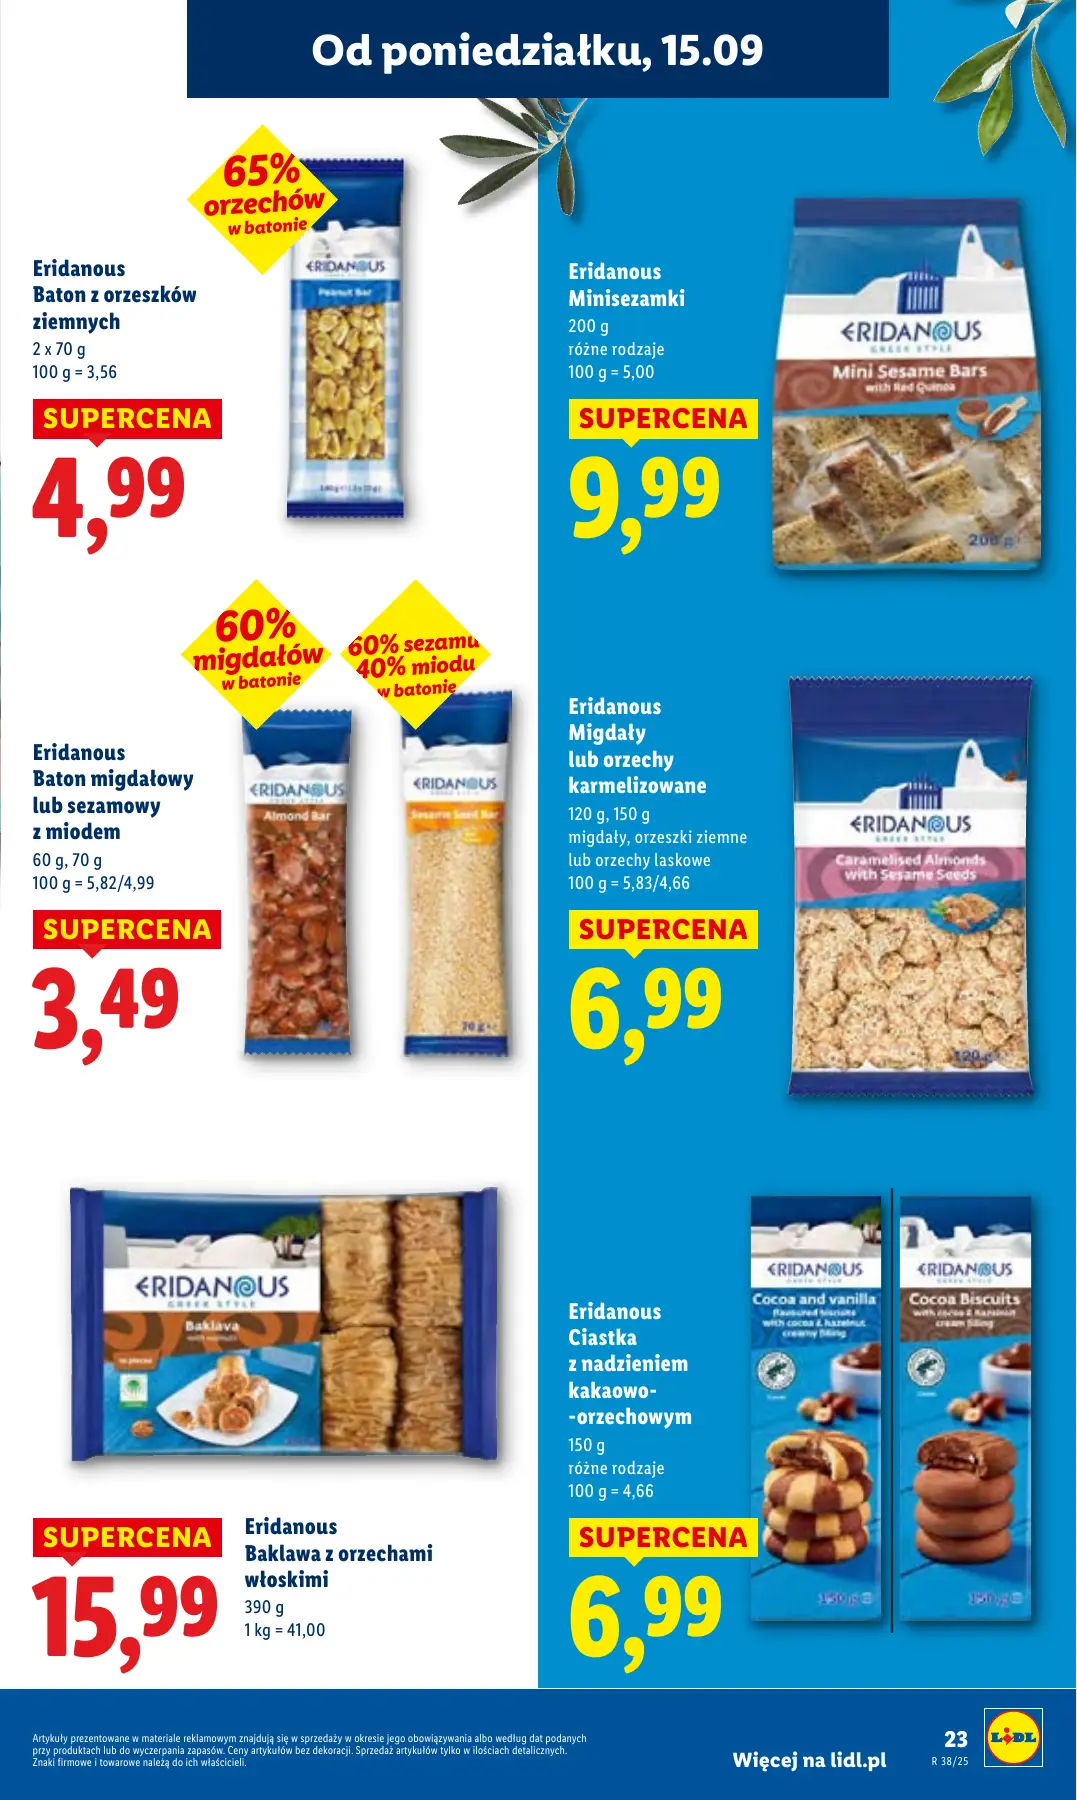 Od poniedziałku, 15.09
65%
orzechów
w batonie
ERIDANOUS
Peanut Bar
Eridanous
Baton z orzeszków
ziemnych
2 x 70 g
100 g = 3,56
SUPERCENA
4,99
Eridanous
Minisezamki
200 g
różne rodzaje
100 g = 5,00
SUPERCENA
9,99
ERIDANOUS
GREEK STYLE
Mini Sesame Bars
with Red Quinoa
200 g
60%
migdałów
w batonie
60% sezamu
40% miodu
w batonie
Eridanous
Baton migdałowy
lub sezamowy
z miodem
60 g, 70 g
100 g = 5,82/4,99
SUPERCENA
3,49
ERIDANOUS
Almond Bar
ERIDANOUS
Sesame Seed Bar
70 g
Eridanous
Migdały
lub orzechy
karmelizowane
120 g, 150 g
migdały, orzeszki ziemne
lub orzechy laskowe
100 g = 5,83/4,66
SUPERCENA
6,99
ERIDANOUS
GREEK STYLE
Caramelised Almonds
with Sesame Seeds
120 g
ERIDANOUS
GREEK STYLE
Baklava
with walnuts
SUPERCENA
15,99
Eridanous
Baklawa z orzechami
włoskimi
390 g
1 kg = 41,00
Eridanous
Ciastka
z nadzieniem
kakaowo-
-orzechowym
150 g
różne rodzaje
100 g = 4,66
SUPERCENA
6,99
ERIDANOUS
GREEK STYLE
Cocoa and vanilla
flavoured biscuits
with cocoa & hazelnut
creamy filling
150 g
ERIDANOUS
GREEK STYLE
Cocoa Biscuits
with cocoa & hazelnut
cream filling
150 g
Artykuły prezentowane w materiale reklamowym znajdują się w sprzedaży w okresie jego obowiązywania albo według dat podanych
przy produktach lub do wyczerpania zapasów. Ceny artykułów bez dekoracji. Sprzedaż artykułów tylko w ilościach detalicznych.
Znaki firmowe i towarowe należą do ich właścicieli.
Więcej na lidl.pl
23
R 38/25
LIDL